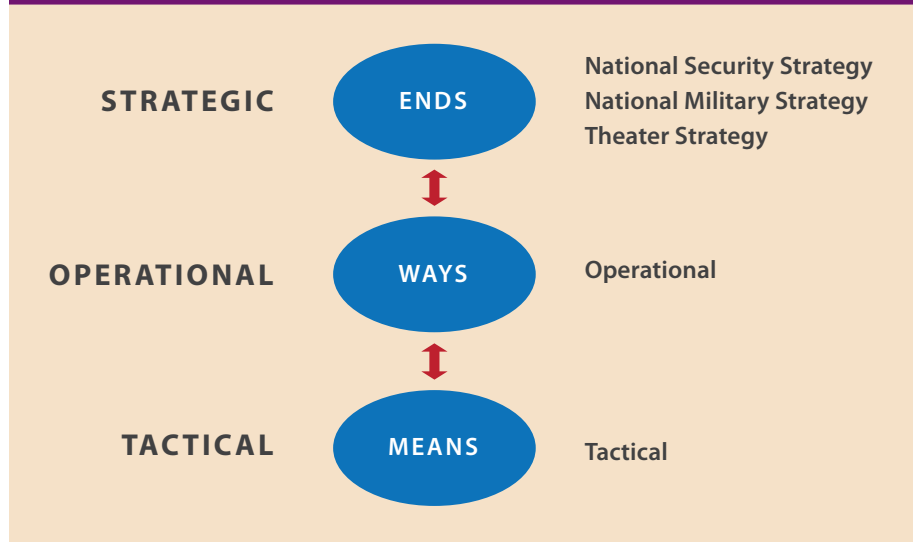 STRATEGIC
ENDS
National Security Strategy
National Military Strategy
Theater Strategy
OPERATIONAL
WAYS
Operational
TACTICAL
MEANS
Tactical